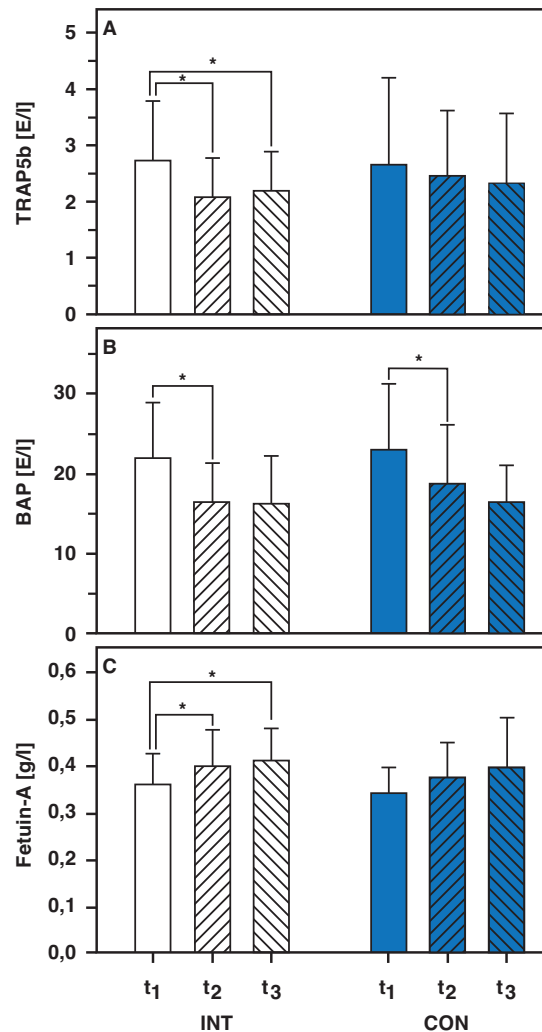 A
TRAP5b [E/l]
5
4
3
2
1
0
*
*
B
BAP [E/l]
30
20
10
0
*
*
C
Fetuin-A [g/l]
0,6
0,5
0,4
0,3
0,2
0,1
0,0
*
*
t1 t2 t3 t1 t2 t3
INT CON